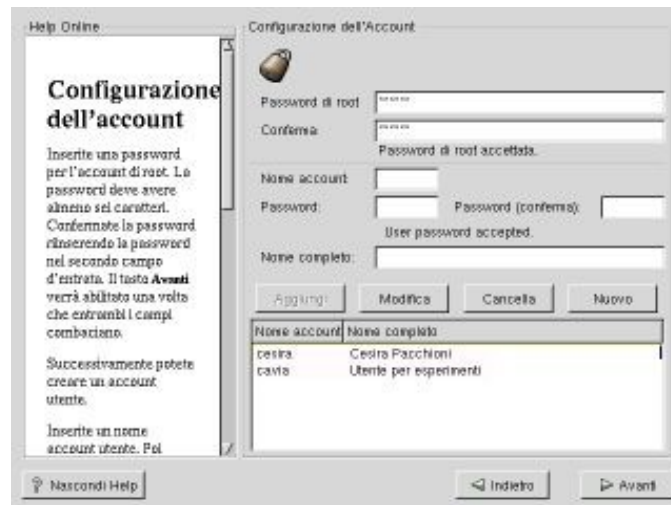 Help Online
Configurazione
dell'account
Inserite una password
per l'account di root. La
password deve avere
almeno sei caratteri.
Confermate la password
riinserendo la password
nel secondo campo
d'entrata. Il tasto Avanti
verrà abilitato una volta
che entrambi i campi
combaciano.
Successivamente potete
creare un account
utente.
Inserite un nome
account utente. Poi
Nascondi Help
Configurazione dell'Account
Password di root
Conferma
Password di root accettata.
Nome account
Password:
Password (conferma):
User password accepted.
Nome completo:
Aggiungi
Modifica
Cancella
Nuovo
Nome account Nome completo
cesira Cesira Pacchioni
cavia Utente per esperimenti
Indietro
Avanti